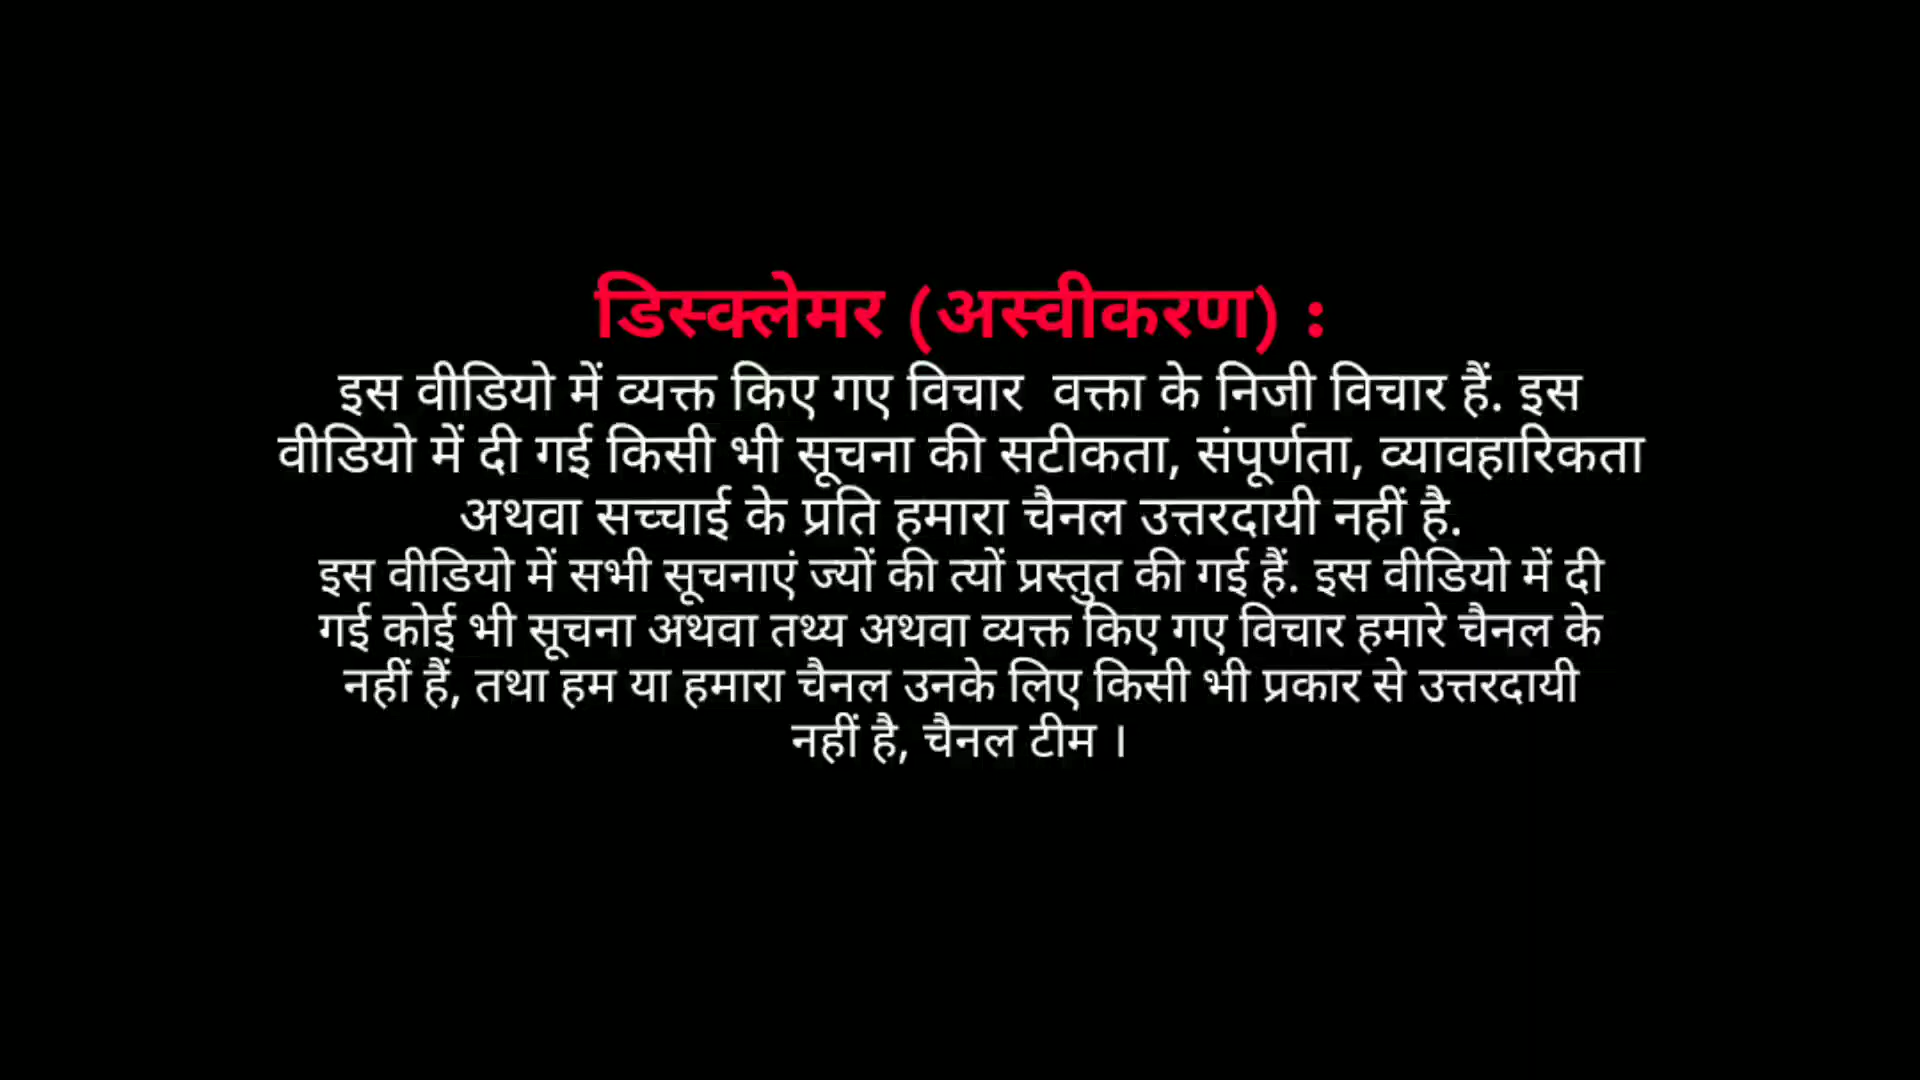 डिस्क्लेमर (अस्वीकरण) :
इस वीडियो में व्यक्त किए गए विचार वक्ता के निजी विचार हैं. इस
वीडियो में दी गई किसी भी सूचना की सटीकता, संपूर्णता, व्यावहारिकता
अथवा सच्चाई के प्रति हमारा चैनल उत्तरदायी नहीं है.
इस वीडियो में सभी सूचनाएं ज्यों की त्यों प्रस्तुत की गई हैं. इस वीडियो में दी
गई कोई भी सूचना अथवा तथ्य अथवा व्यक्त किए गए विचार हमारे चैनल के
नहीं हैं, तथा हम या हमारा चैनल उनके लिए किसी भी प्रकार से उत्तरदायी
नहीं है, चैनल टीम ।